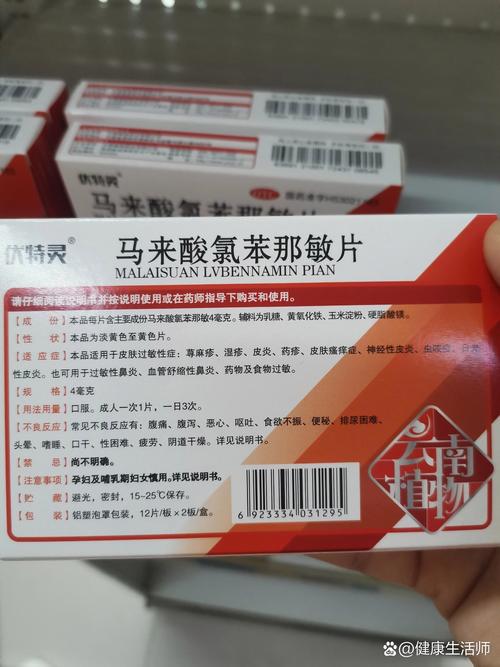 优特灵
OTC
国药准字H53021
马来酸氯苯那敏片
优特灵®
马来酸氯苯那敏片
MALAISUAN LVBENNAMIN PIAN
请仔细阅读说明书并按说明使用或在药师指导下购买和使用。
【成 份】本品每片含主要成份马来酸氯苯那敏4毫克。辅料为乳糖、黄氧化铁、玉米淀粉、硬脂酸镁。
【性 状】本品为淡黄色至黄色片。
【适 应 症】本品适用于皮肤过敏性症：荨麻疹、湿疹、皮炎、药疹、皮肤瘙痒症、神经性皮炎、虫咬症、日光
性皮炎。也可用于过敏性鼻炎、血管舒缩性鼻炎、药物及食物过敏。
【规 格】4毫克
【用法用量】口服。成人一次1片，一日3次。
【不良反应】常见不良反应有：腹痛、腹泻、恶心、呕吐、食欲不振、便秘、排尿困难、
头晕、嗜睡、口干、性困难、疲劳、阴道干燥。详见说明书。
【禁 忌】尚不明确。
【注意事项】孕妇及哺乳期妇女慎用。详见说明书。
【贮 藏】避光，密封，15~25℃保存。
【包 装】铝塑泡罩包装，12片/板×2板/盒。
6 923334 031295
云南
植物
@健康生活师